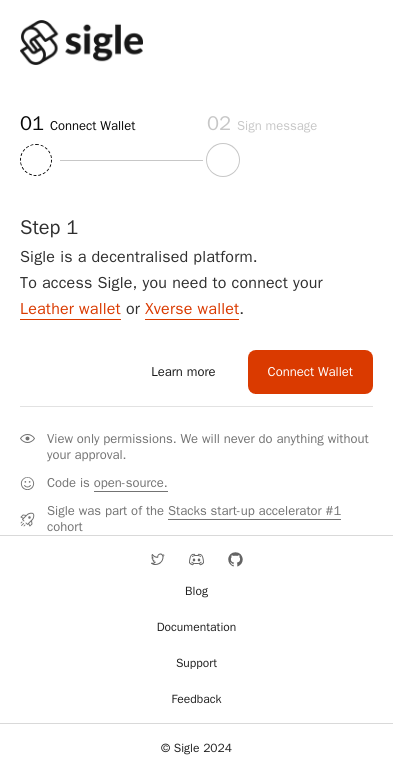 sigle
01 Connect Wallet
02 Sign message
Step 1
Sigle is a decentralised platform.
To access Sigle, you need to connect your
Leather wallet or Xverse wallet.
Learn more
Connect Wallet
View only permissions. We will never do anything without
your approval.
Code is open-source.
Sigle was part of the Stacks start-up accelerator #1
cohort
Blog
Documentation
Support
Feedback
© Sigle 2024